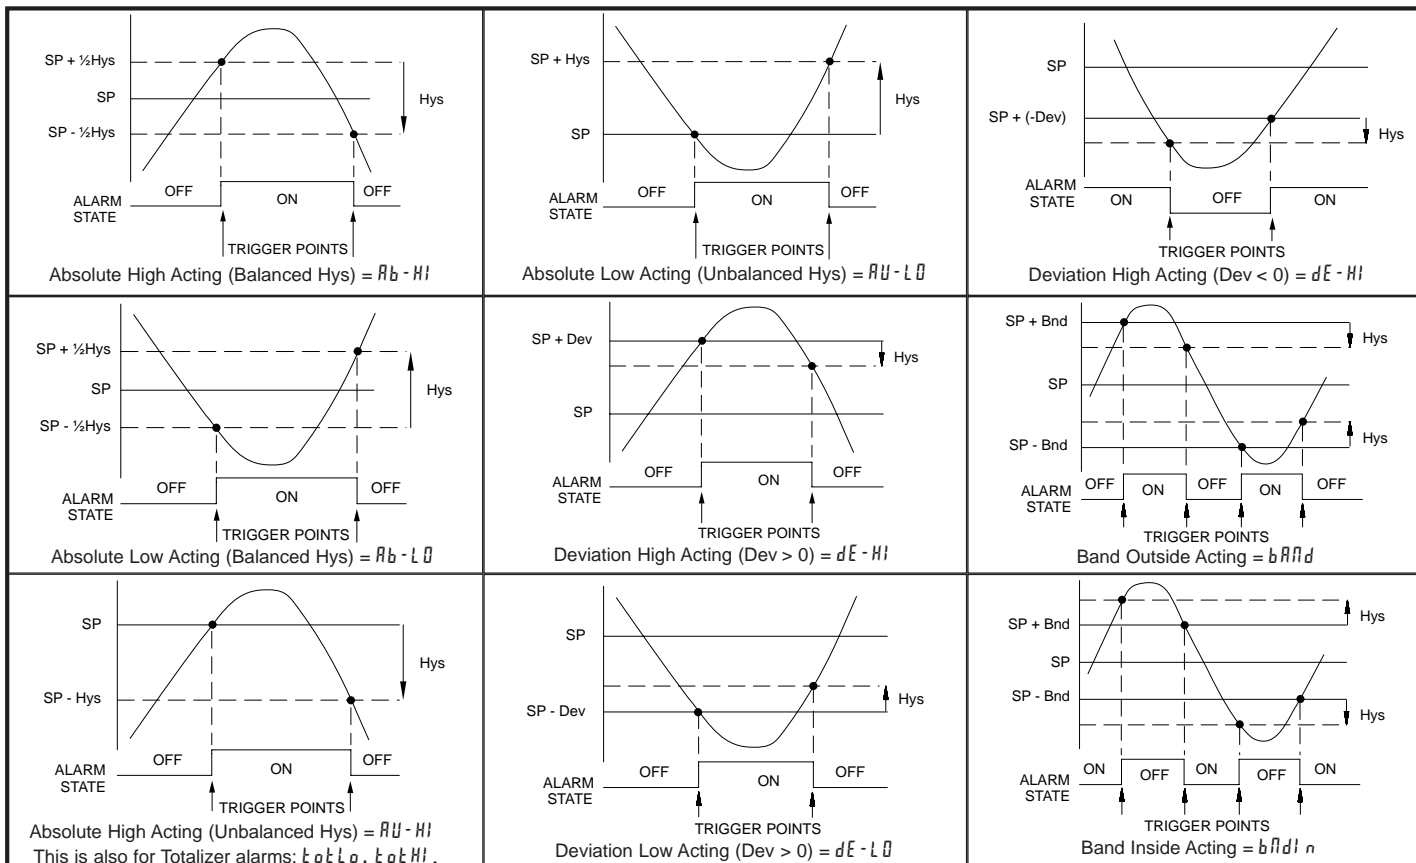 SP + ½Hys
SP
SP - ½Hys
Hys
OFF
ON
OFF
ALARM
STATE
TRIGGER POINTS
Absolute High Acting (Balanced Hys) = Ab-HI
SP + Hys
SP
Hys
OFF
ON
OFF
ALARM
STATE
TRIGGER POINTS
Absolute Low Acting (Unbalanced Hys) = AU-LO
SP
SP + (-Dev)
Hys
ALARM
STATE
ON
OFF
ON
TRIGGER POINTS
Deviation High Acting (Dev < 0) = dE-HI
SP + ½Hys
SP
SP - ½Hys
Hys
OFF
ON
OFF
ALARM
STATE
TRIGGER POINTS
Absolute Low Acting (Balanced Hys) = Ab-LO
SP + Dev
SP
Hys
OFF
ON
OFF
ALARM
STATE
TRIGGER POINTS
Deviation High Acting (Dev > 0) = dE-HI
SP + Bnd
Hys
SP
SP - Bnd
Hys
OFF
ON
OFF
ON
OFF
ALARM
STATE
TRIGGER POINTS
Band Outside Acting = bANd
SP
SP - Hys
Hys
OFF
ON
OFF
ALARM
STATE
TRIGGER POINTS
Absolute High Acting (Unbalanced Hys) = AU-HI
This is also for Totalizer alarms: totLo, totHI.
SP
SP - Dev
Hys
OFF
ON
OFF
ALARM
STATE
TRIGGER POINTS
Deviation Low Acting (Dev > 0) = dE-LO
Hys
SP + Bnd
SP
SP - Bnd
Hys
ON
OFF
ON
OFF
ON
ALARM
STATE
TRIGGER POINTS
Band Inside Acting = bNdIn